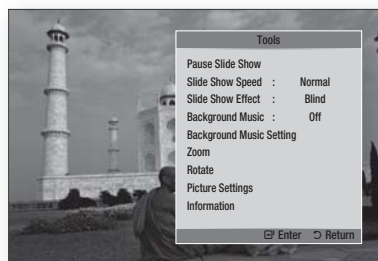 Tools
Pause Slide Show
Slide Show Speed : Normal
Slide Show Effect : Blind
Background Music : Off
Background Music Setting
Zoom
Rotate
Picture Settings
Information
Enter Return